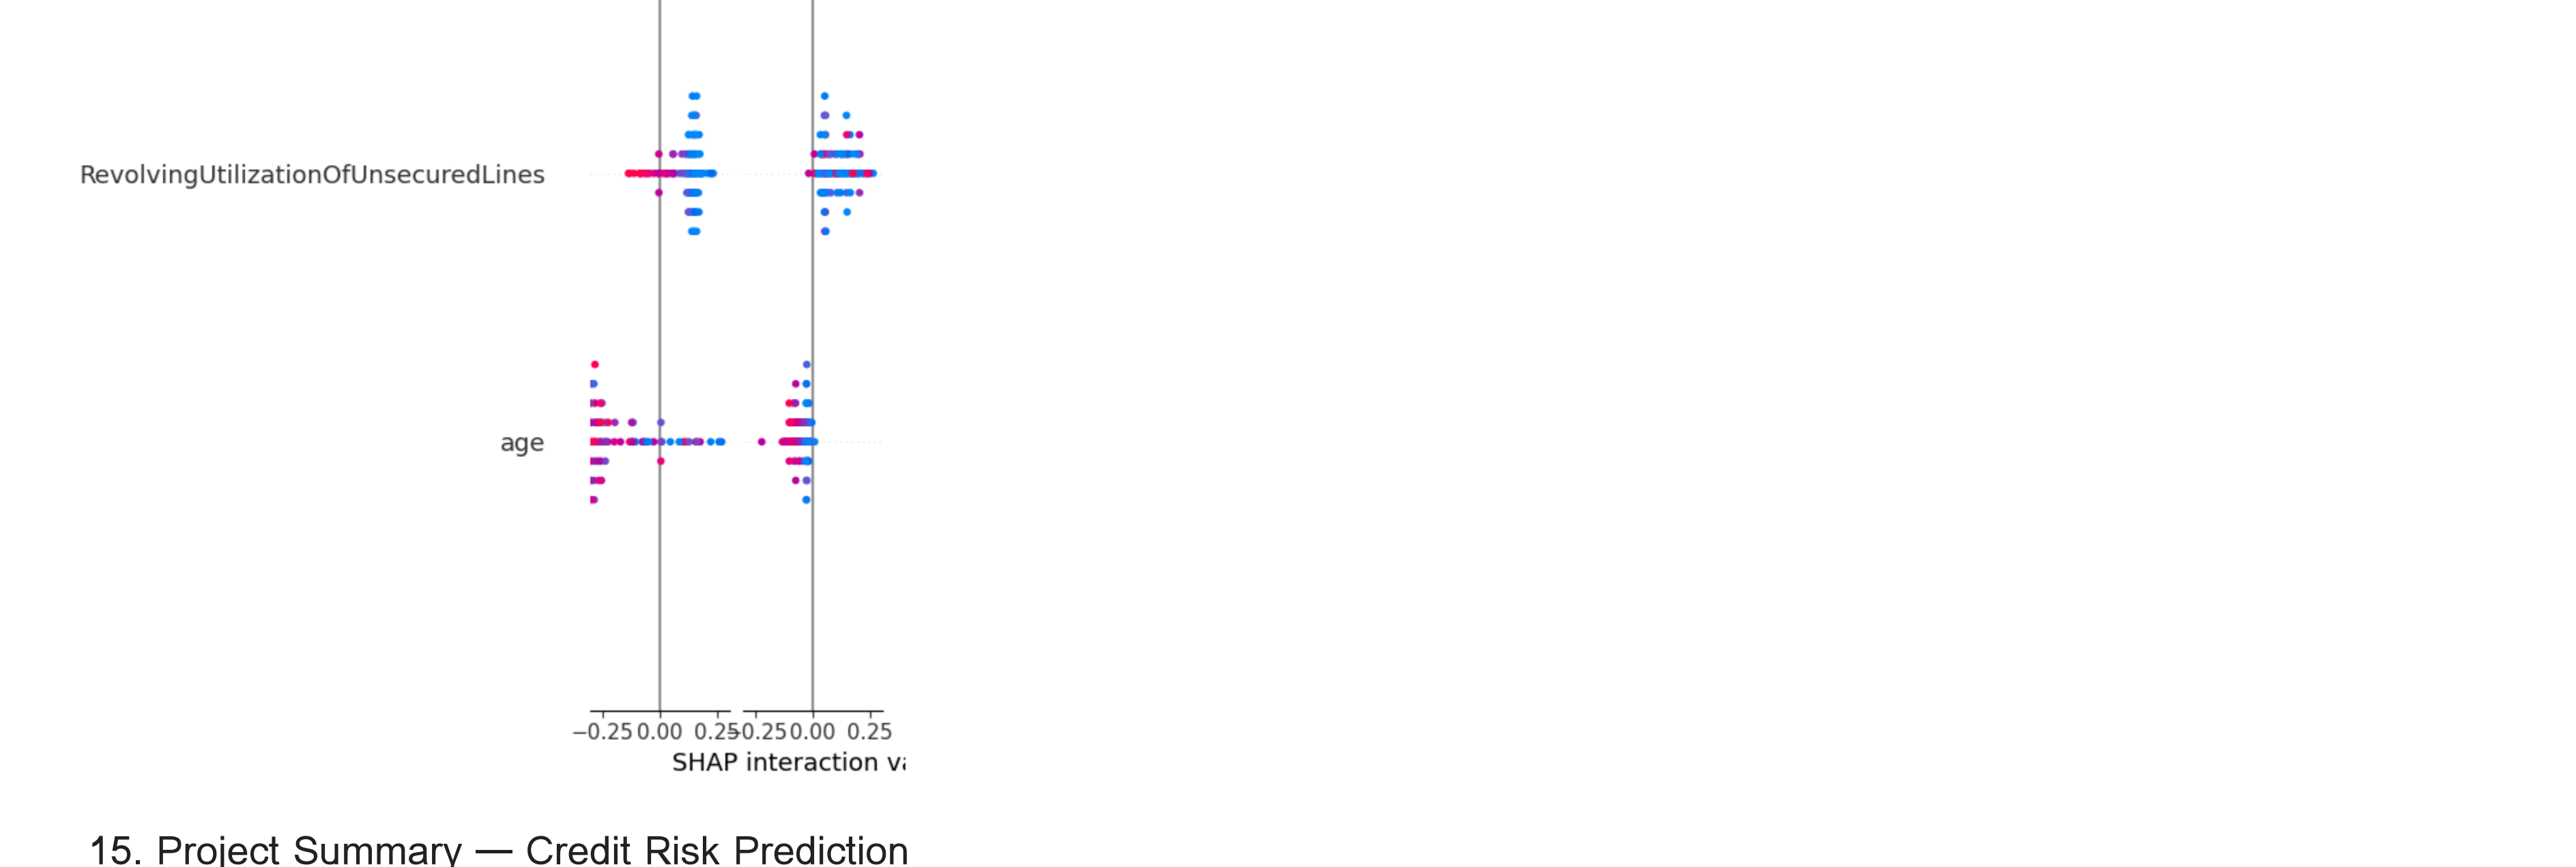 RevolvingUtilizationOfUnsecuredLines
age
−0.25 0.00 0.25 −0.25 0.00 0.25
SHAP interaction
15. Project Summary — Credit Risk Prediction